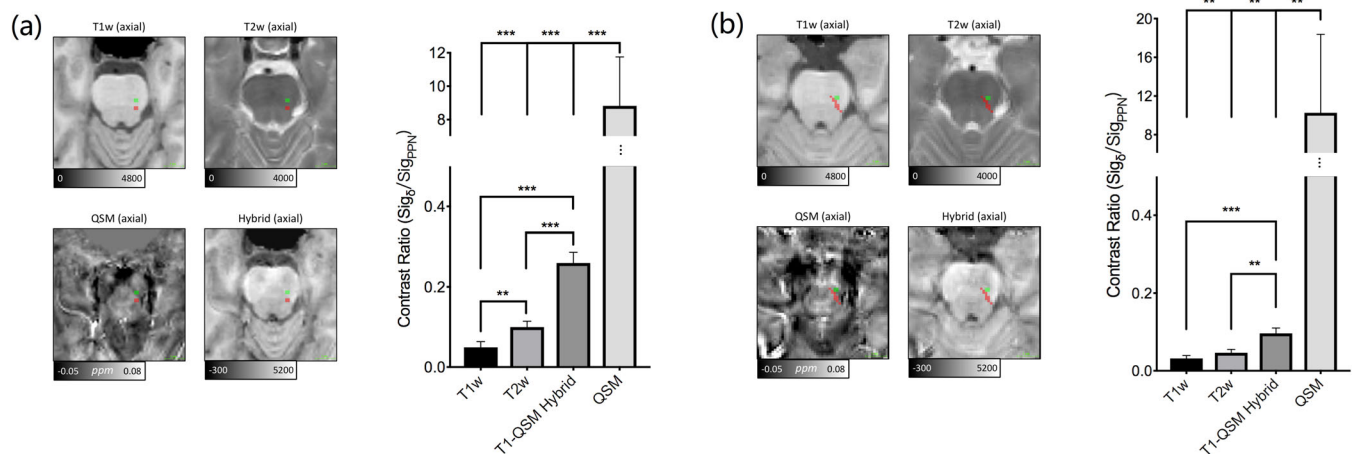 (a)
T1w (axial)
T2w (axial)
0 4800
0 4000
QSM (axial)
Hybrid (axial)
-0.05 ppm 0.08
-300 5200
Contrast Ratio (Sigδ/SigPPN)
12
10
8
...
0.4
0.2
0.0
*** *** ***
***
***
**
T1w
T2w
T1-QSM Hybrid
QSM
(b)
T1w (axial)
T2w (axial)
0 4800
0 4000
QSM (axial)
Hybrid (axial)
-0.05 ppm 0.08
-300 5200
Contrast Ratio (Sigδ/SigPPN)
20
16
12
8
...
0.4
0.2
0.0
** ** **
***
**
T1w
T2w
T1-QSM Hybrid
QSM